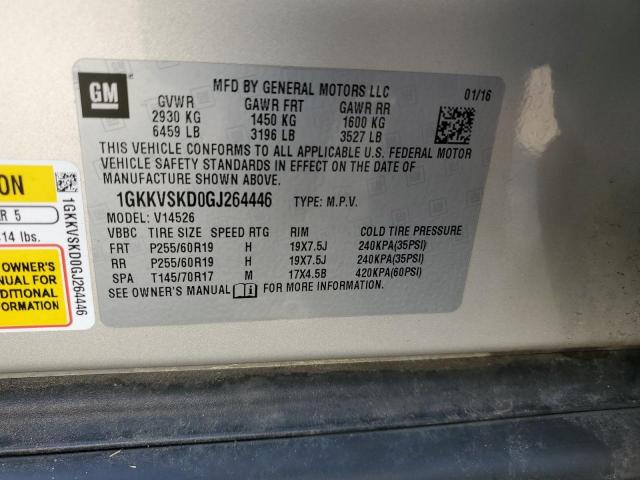 GM
MFD BY GENERAL MOTORS LLC
01/16
GVWR GAWR FRT GAWR RR
2930 KG 1450 KG 1600 KG
6459 LB 3196 LB 3527 LB
THIS VEHICLE CONFORMS TO ALL APPLICABLE U.S. FEDERAL MOTOR
VEHICLE SAFETY STANDARDS IN EFFECT ON THE DATE OF
MANUFACTURE SHOWN ABOVE.
1GKKVSKD0GJ264446 TYPE: M.P.V.
MODEL: V14526
VBBC TIRE SIZE SPEED RTG RIM COLD TIRE PRESSURE
FRT P255/60R19 H 19X7.5J 240KPA(35PSI)
RR P255/60R19 H 19X7.5J 240KPA(35PSI)
SPA T145/70R17 M 17X4.5B 420KPA(60PSI)
SEE OWNER'S MANUAL FOR MORE INFORMATION.
ON
R 5
14 lbs.
OWNER'S
NUAL FOR
DITIONAL
RMATION
1GKKVSKD0GJ264446